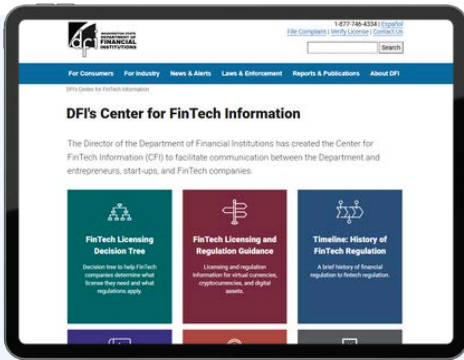 1-877-746-4334 | Español
File Complaint | Verify License | Contact Us
WASHINGTON STATE
DEPARTMENT OF
FINANCIAL
INSTITUTIONS
dfi
Search
For Consumers For Industry News & Alerts Laws & Enforcement Reports & Publications About DFI
DFI's Center for FinTech Information
DFI's Center for FinTech Information
The Director of the Department of Financial Institutions has created the Center for
FinTech Information (CFI) to facilitate communication between the Department and
entrepreneurs, start-ups, and FinTech companies.
FinTech Licensing
Decision Tree
Decision tree to help FinTech
companies determine what
license they need and what
regulations apply.
FinTech Licensing and
Regulation Guidance
Licensing and regulation
information for virtual currencies,
cryptocurrencies, and digital
assets.
Timeline: History of
FinTech Regulation
A brief history of financial
regulation to fintech regulation.